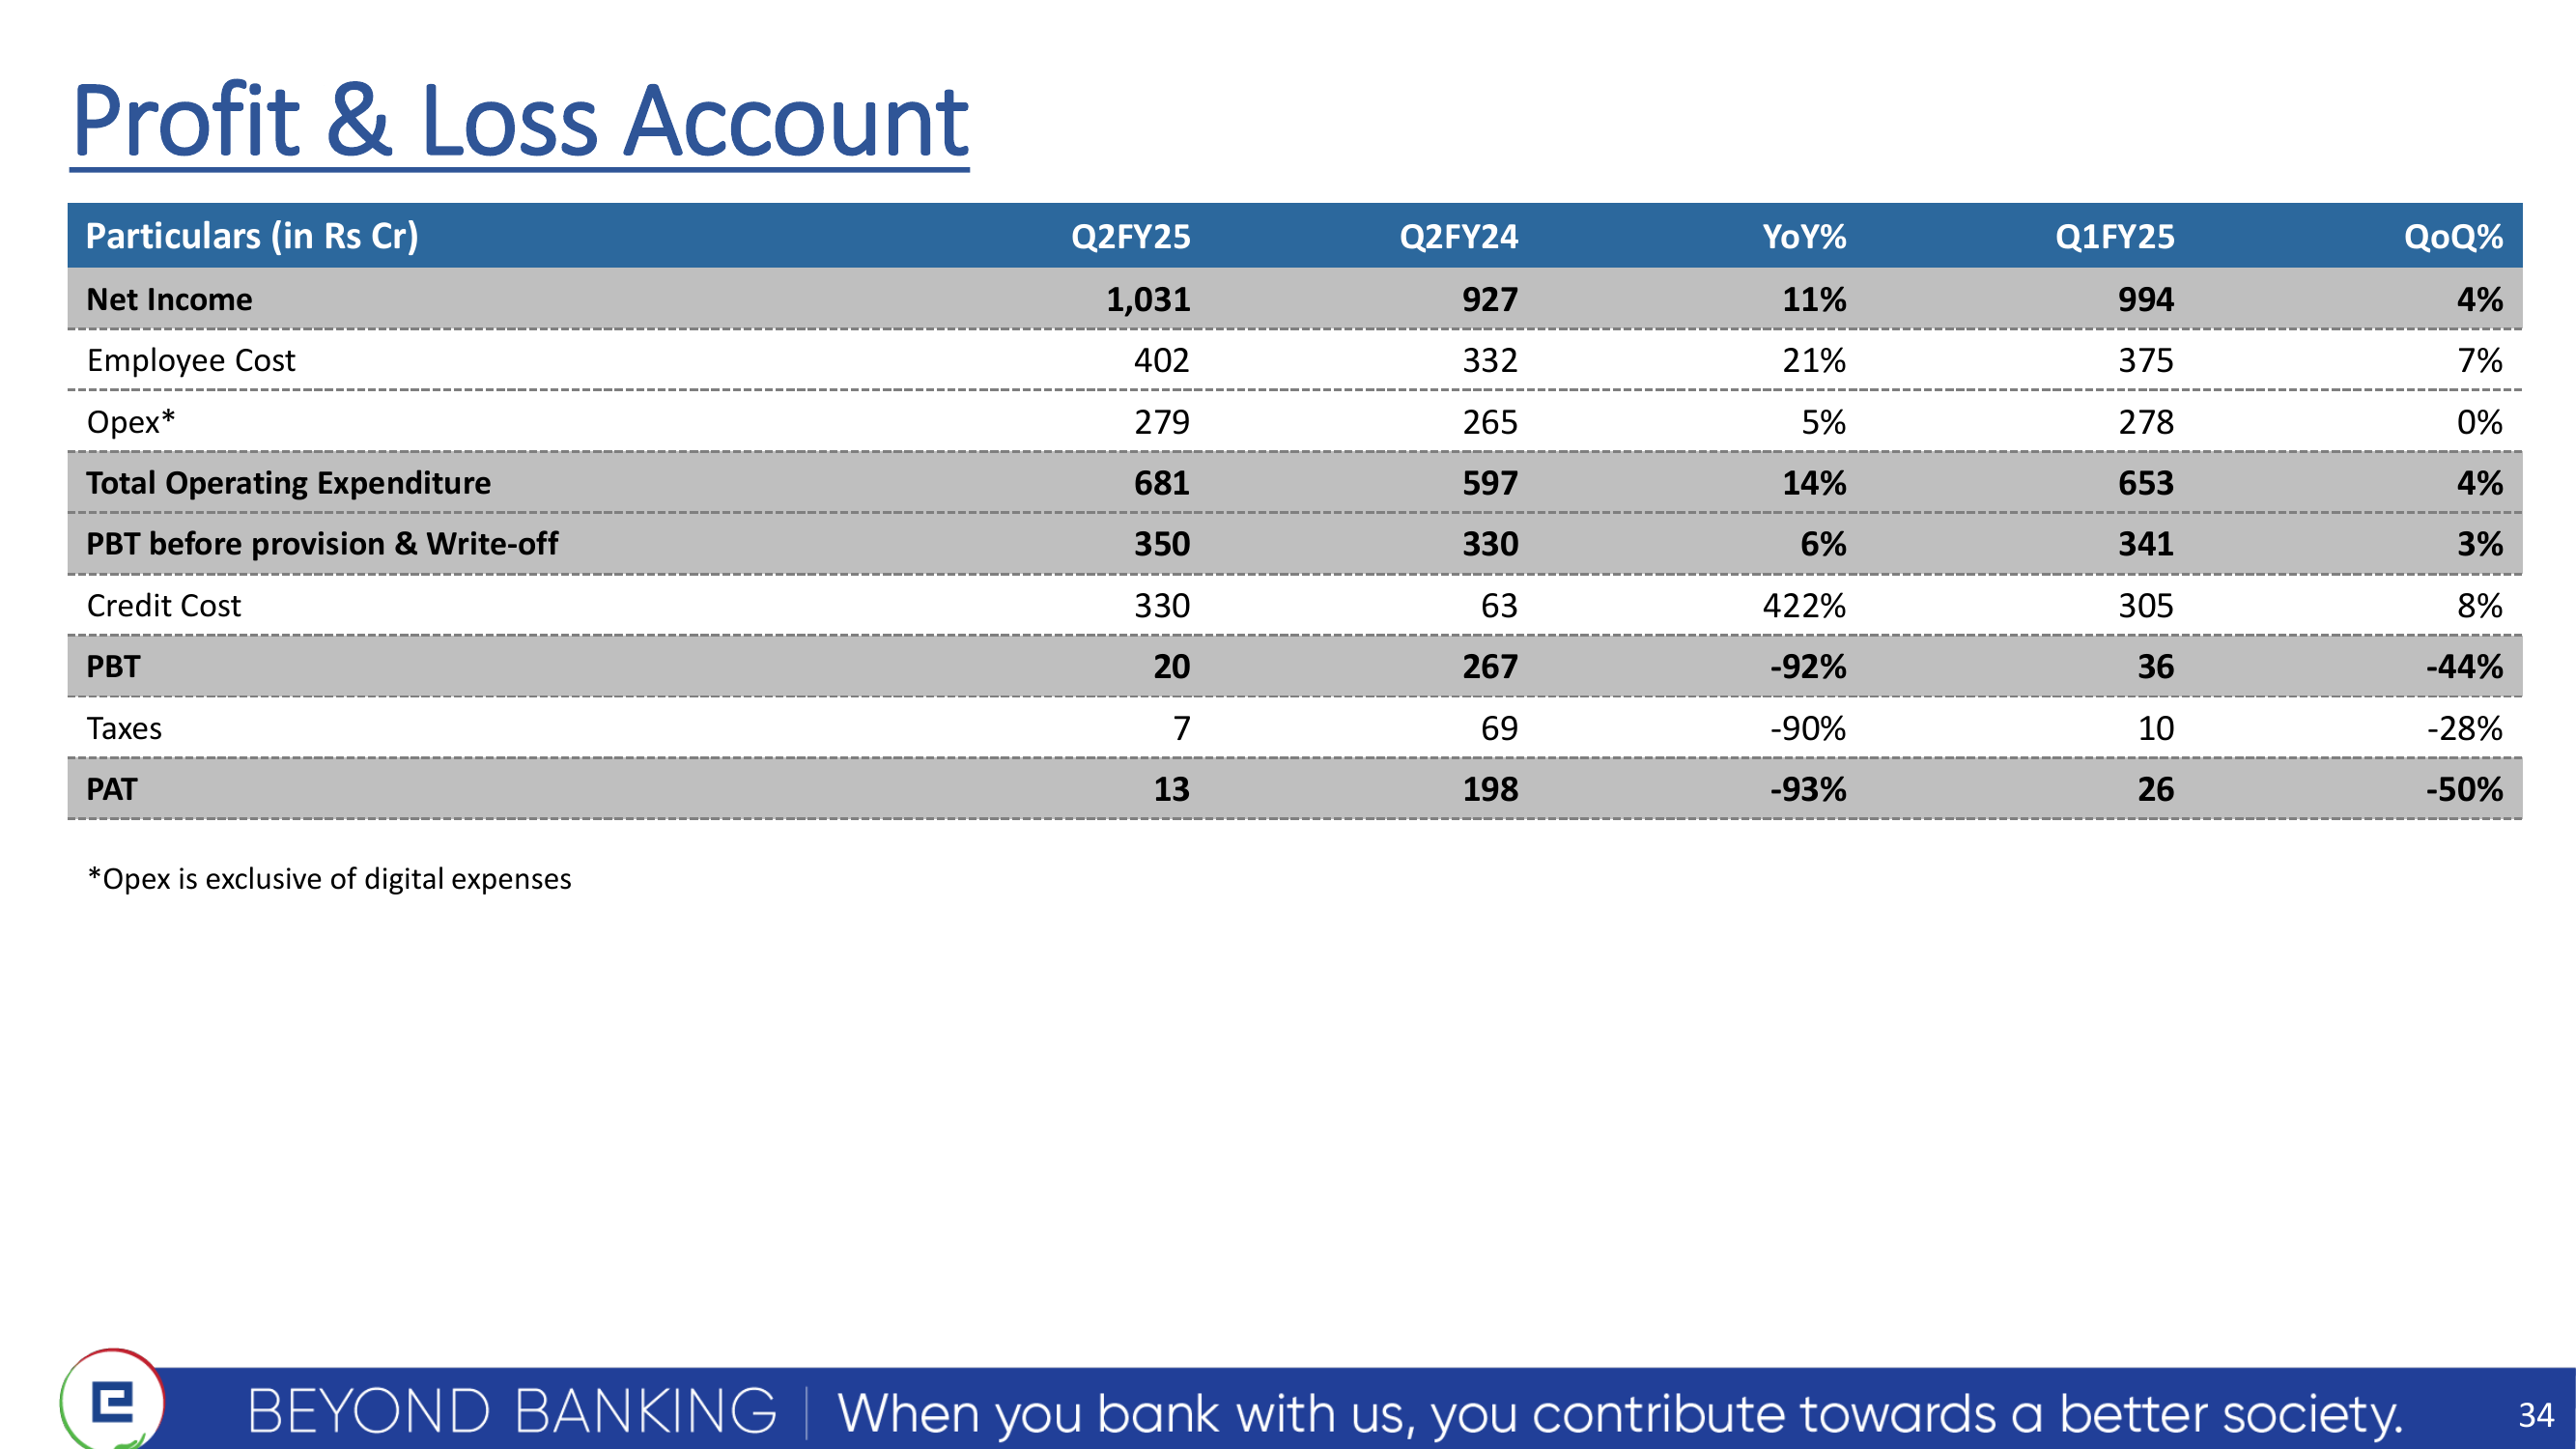 Profit & Loss Account
Particulars (in Rs Cr) Q2FY25 Q2FY24 YoY% Q1FY25 QoQ%
Net Income 1,031 927 11% 994 4%
Employee Cost 402 332 21% 375 7%
Opex* 279 265 5% 278 0%
Total Operating Expenditure 681 597 14% 653 4%
PBT before provision & Write-off 350 330 6% 341 3%
Credit Cost 330 63 422% 305 8%
PBT 20 267 -92% 36 -44%
Taxes 7 69 -90% 10 -28%
PAT 13 198 -93% 26 -50%
*Opex is exclusive of digital expenses
BEYOND BANKING | When you bank with us, you contribute towards a better society. 34